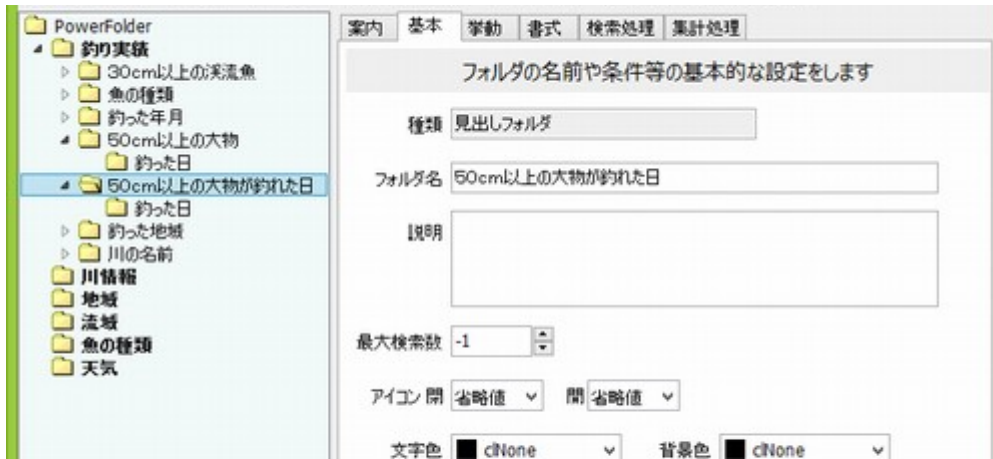 PowerFolder
釣り実績
30cm以上の渓流魚
魚の種類
釣った年月
50cm以上の大物
釣った日
50cm以上の大物が釣れた日
釣った日
釣った地域
川の名前
川情報
地域
流域
魚の種類
天気
案内 基本 挙動 書式 検索処理 集計処理
フォルダの名前や条件等の基本的な設定をします
種類 見出しフォルダ
フォルダ名 50cm以上の大物が釣れた日
説明
最大検索数 -1
アイコン 閉 省略値 開 省略値
文字色 clNone 背景色 clNone